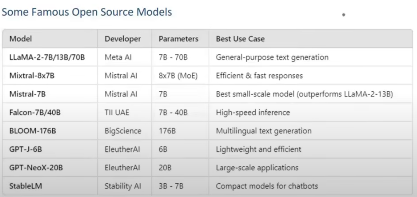 Some Famous Open Source Models
Model Developer Parameters Best Use Case
LLaMA-2-7B/13B/70B Meta AI 7B - 70B General-purpose text generation
Mixtral-8x7B Mistral AI 8x7B (MoE) Efficient & fast responses
Mistral-7B Mistral AI 7B Best small-scale model (outperforms LLaMA-2-13B)
Falcon-7B/40B TII UAE 7B - 40B High-speed inference
BLOOM-176B BigScience 176B Multilingual text generation
GPT-J-6B EleutherAI 6B Lightweight and efficient
GPT-NeoX-20B EleutherAI 20B Large-scale applications
StableLM Stability AI 3B - 7B Compact models for chatbots